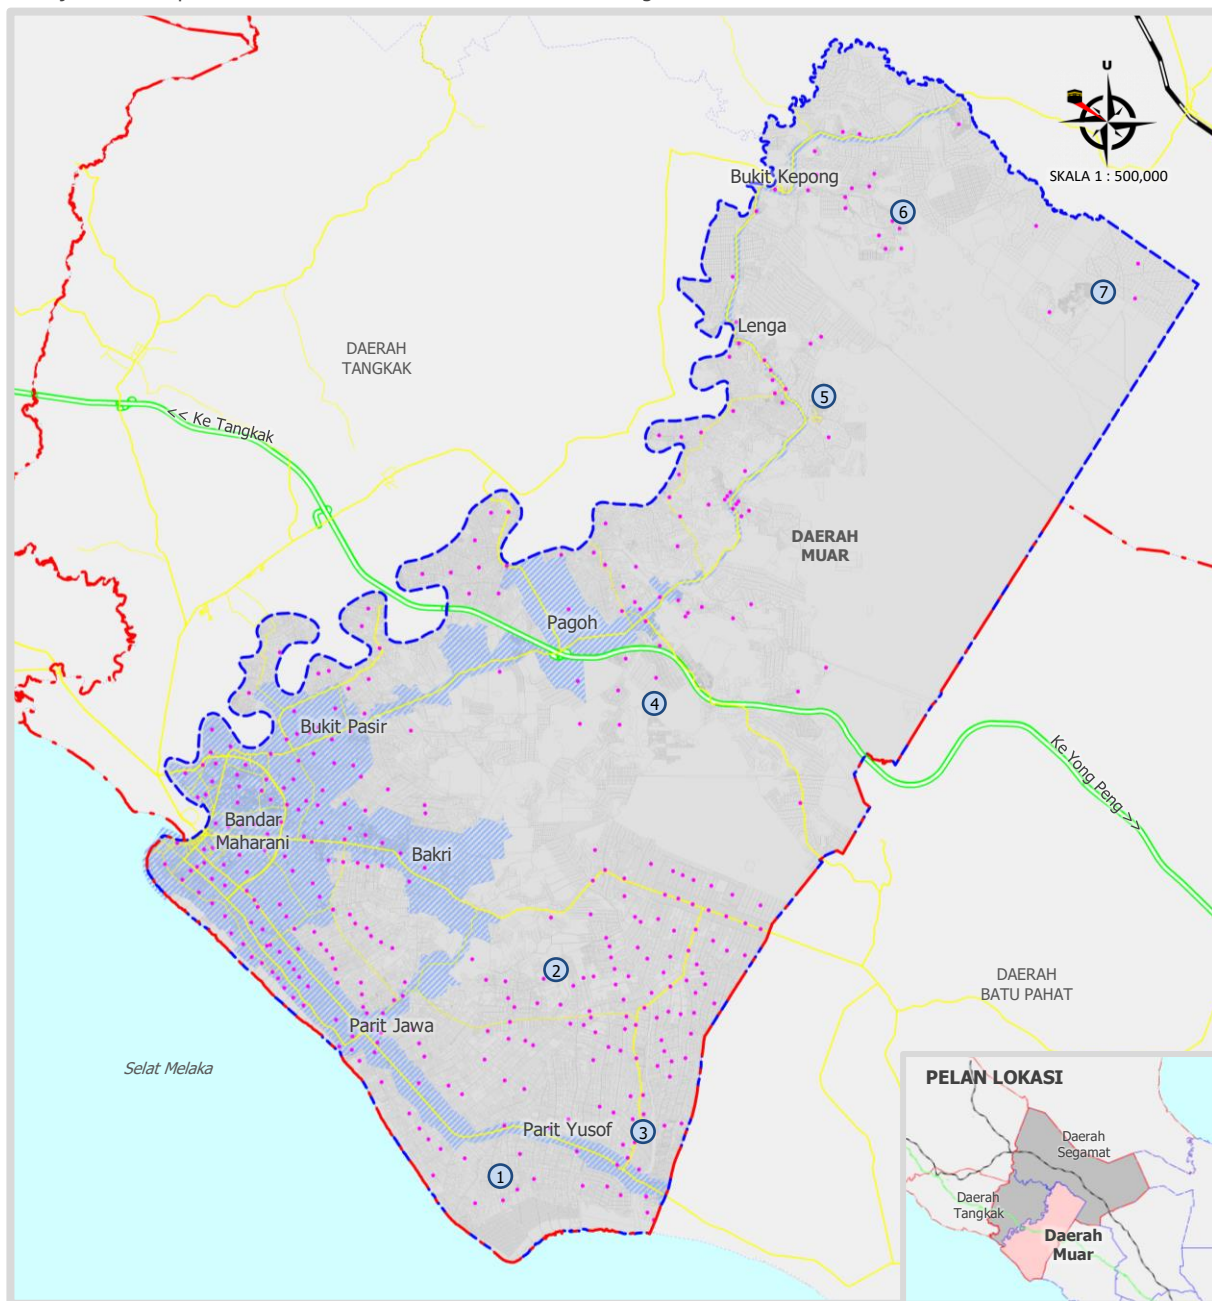 U
SKALA 1 : 500,000
Bukit Kepong
6
7
Lenga
DAERAH
TANGKAK
5
<< Ke Tangkak
DAERAH
MUAR
Pagoh
4
Bukit Pasir
Ke Yong Peng >>
Bandar
Maharani
Bakri
2
DAERAH
BATU PAHAT
Parit Jawa
Selat Melaka
Parit Yusof
3
1
PELAN LOKASI
Daerah
Segamat
Daerah
Tangkak
Daerah
Muar